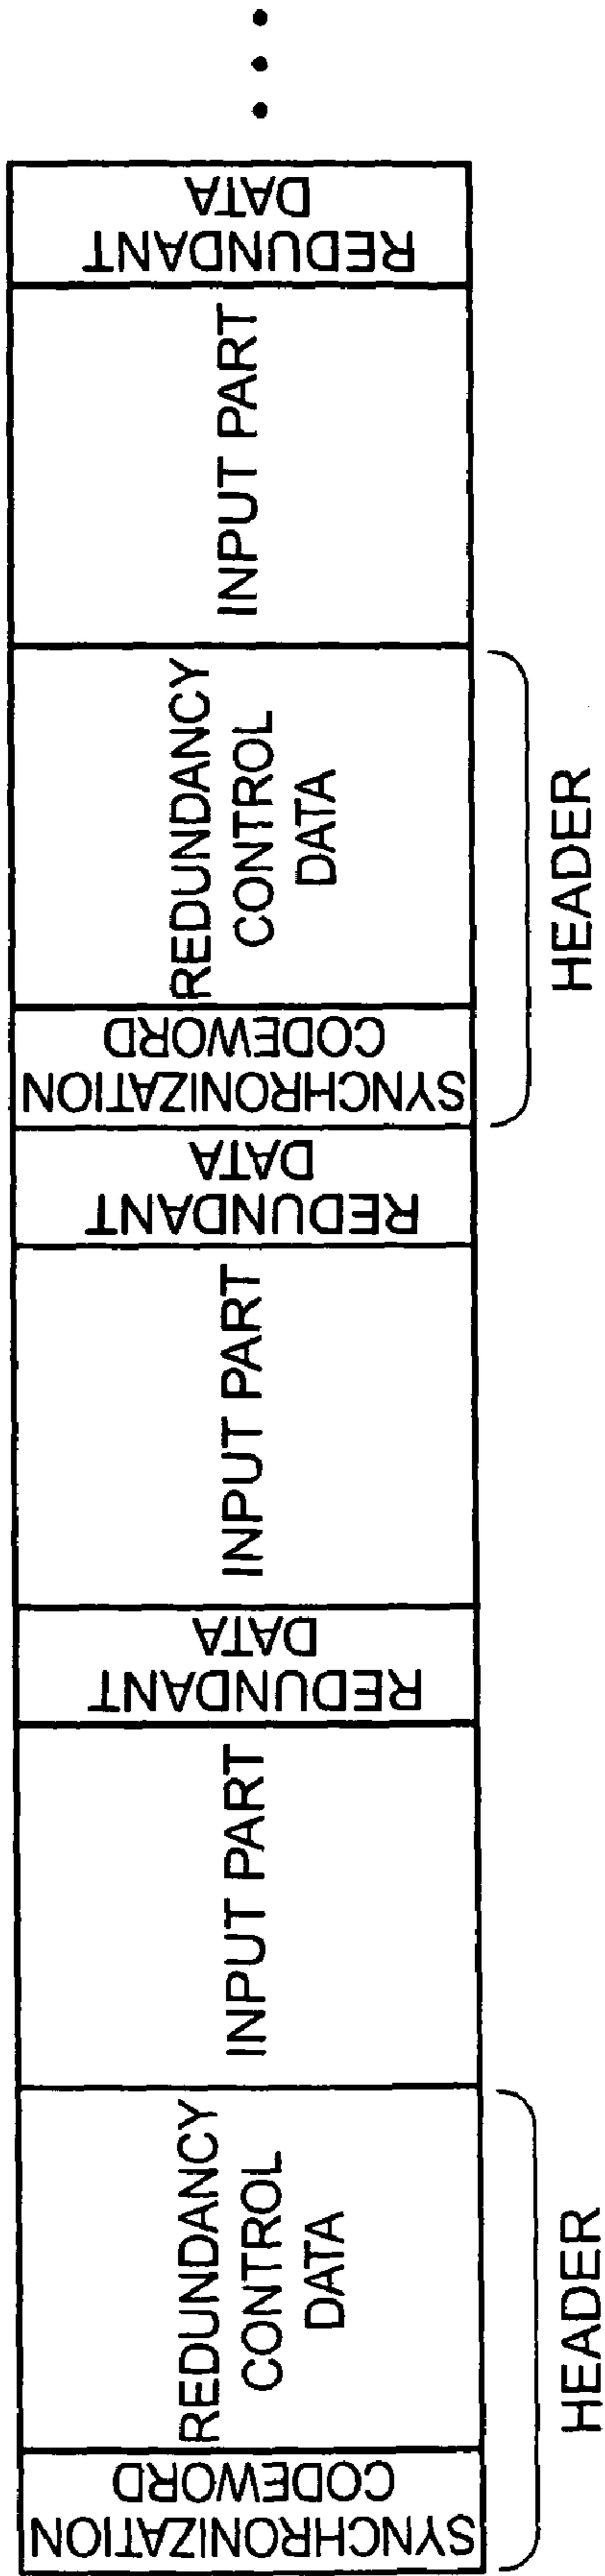 SYNCHRONIZATION
CODEWORD
REDUNDANCY
CONTROL
DATA
INPUT PART
REDUNDANT
DATA
INPUT PART
REDUNDANT
DATA
SYNCHRONIZATION
CODEWORD
REDUNDANCY
CONTROL
DATA
INPUT PART
REDUNDANT
DATA
HEADER
HEADER